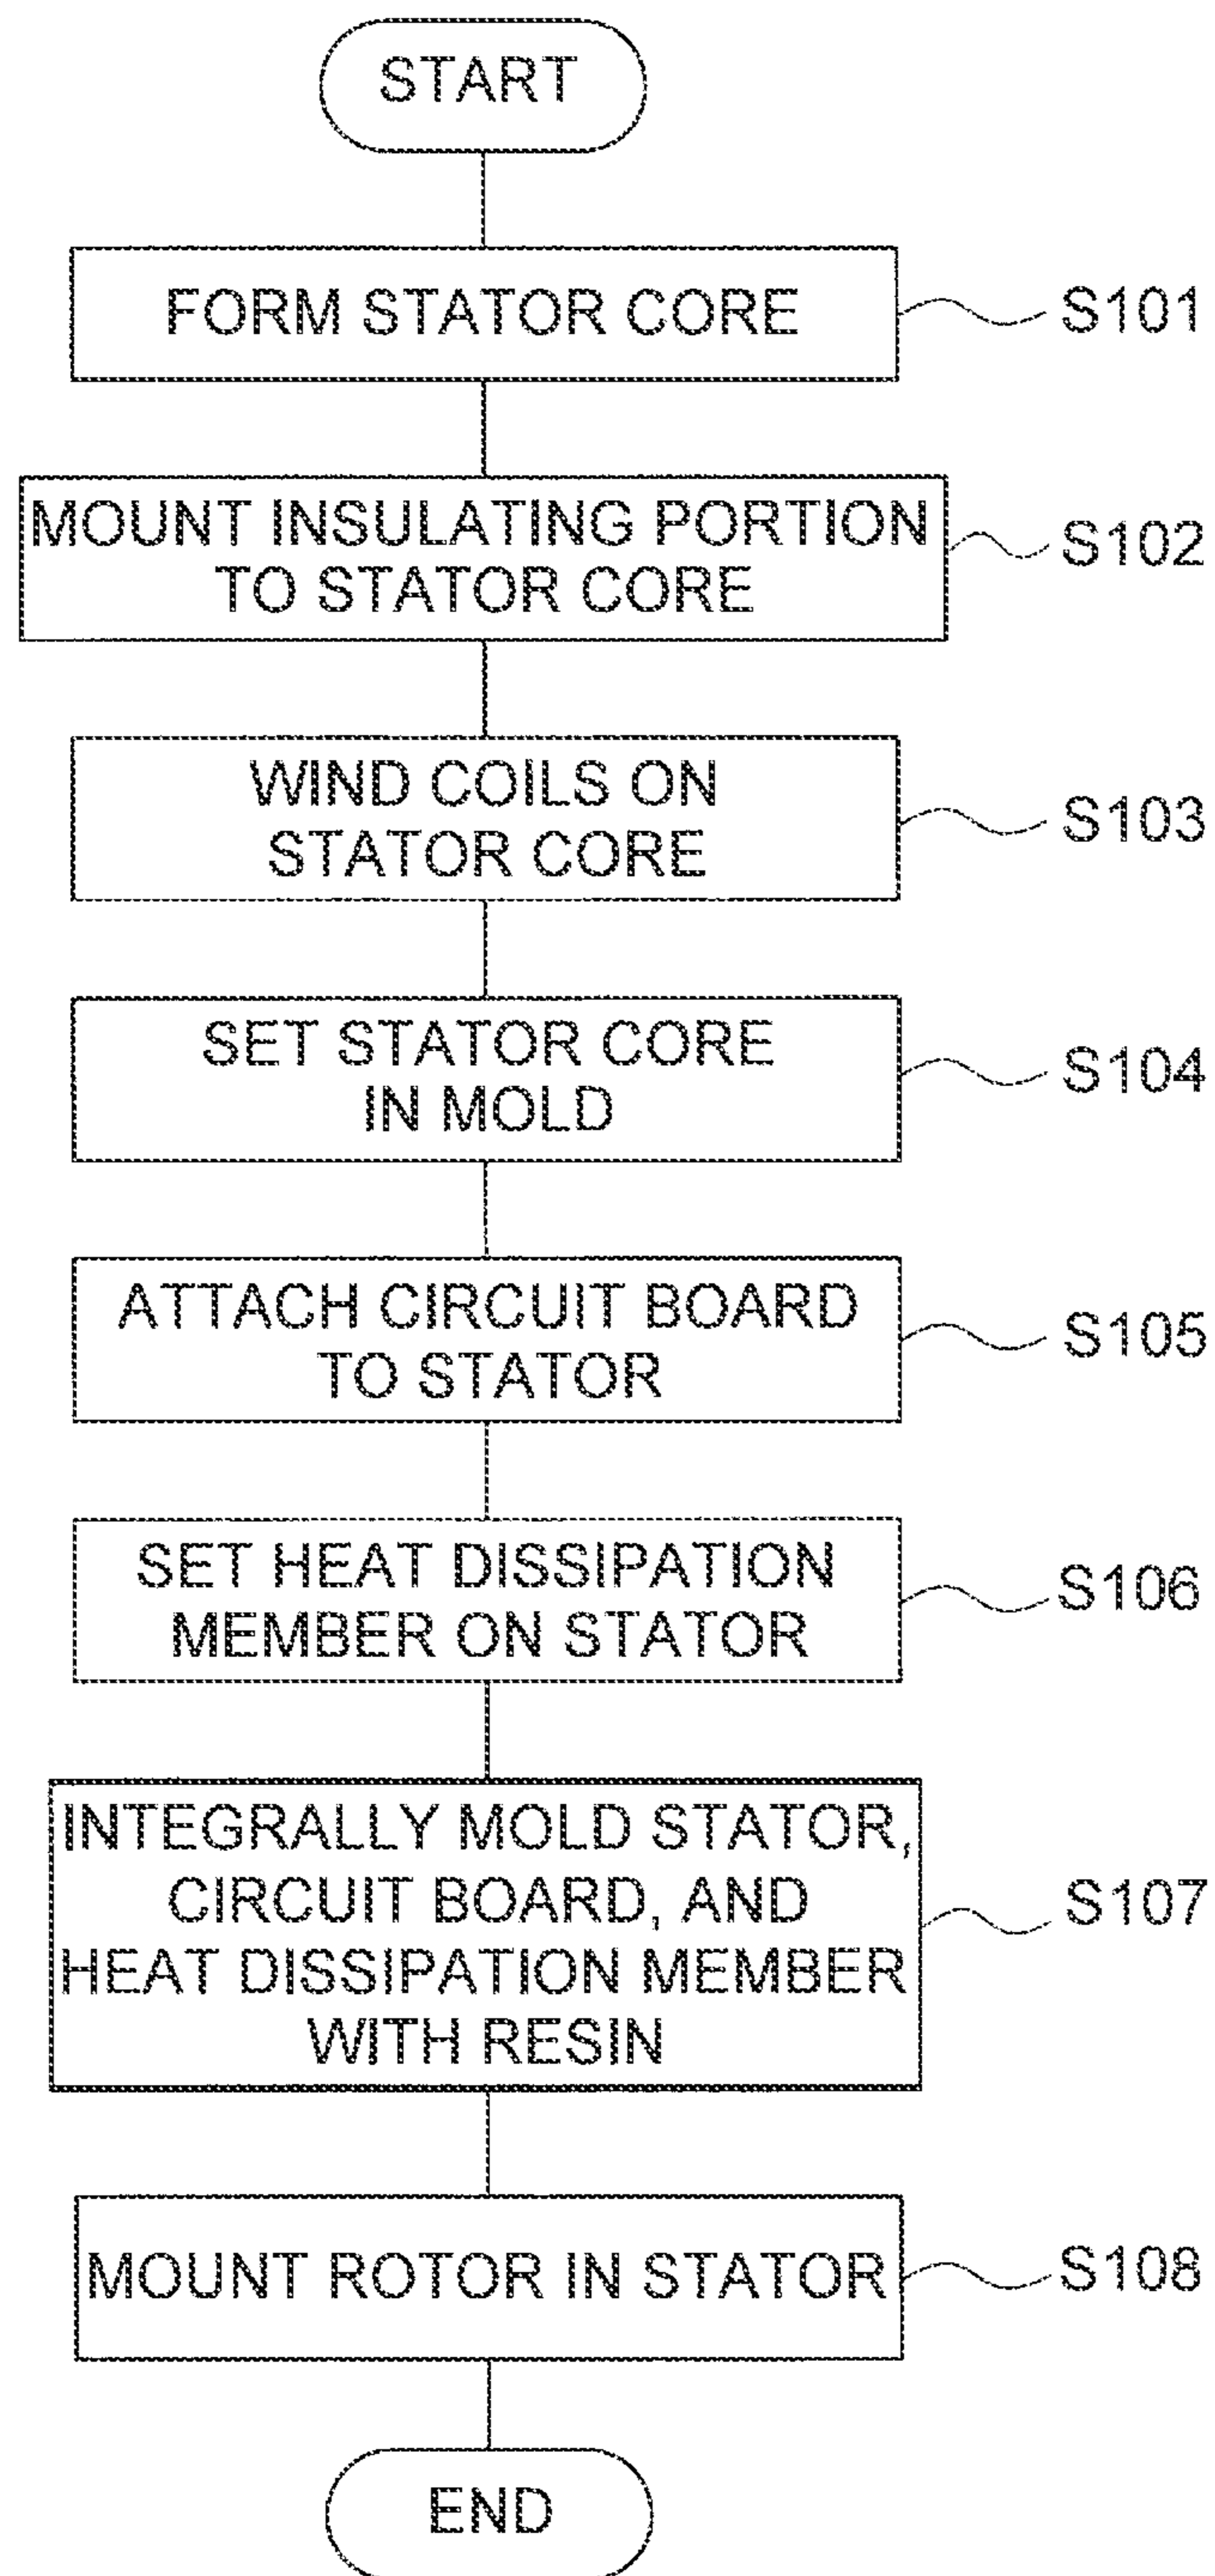 START
FORM STATOR CORE
S101
MOUNT INSULATING PORTION
TO STATOR CORE
S102
WIND COILS ON
STATOR CORE
S103
SET STATOR CORE
IN MOLD
S104
ATTACH CIRCUIT BOARD
TO STATOR
S105
SET HEAT DISSIPATION
MEMBER ON STATOR
S106
INTEGRALLY MOLD STATOR,
CIRCUIT BOARD, AND
HEAT DISSIPATION MEMBER
WITH RESIN
S107
MOUNT ROTOR IN STATOR
S108
END